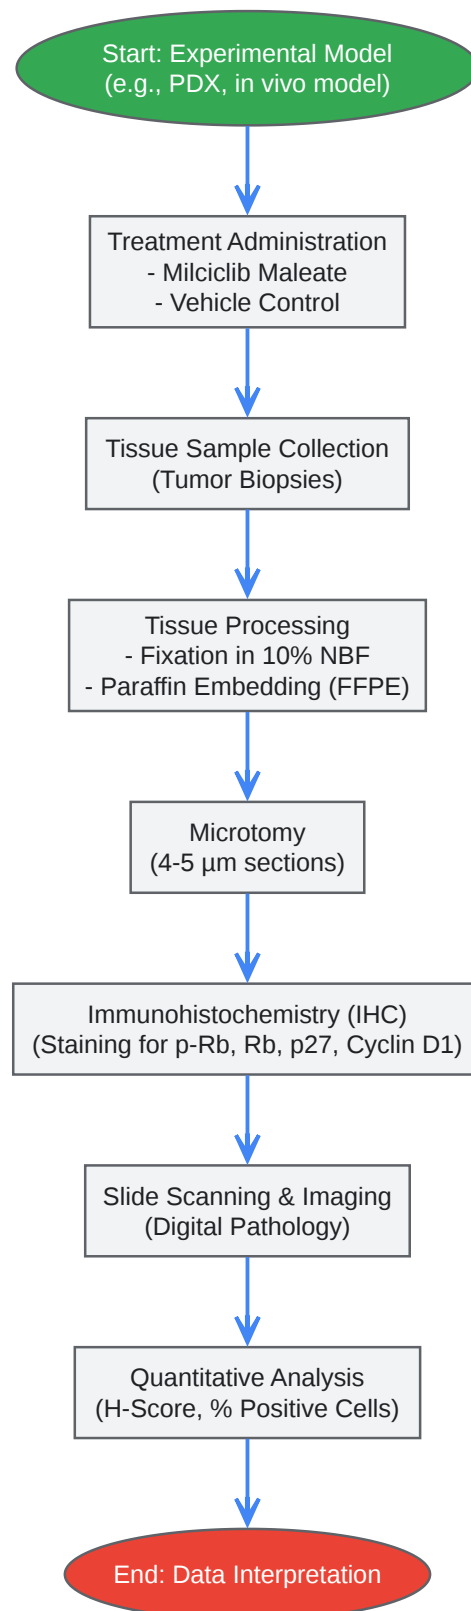 Start: Experimental Model
(e.g., PDX, in vivo model)
Treatment Administration
- Milciclib Maleate
- Vehicle Control
Tissue Sample Collection
(Tumor Biopsies)
Tissue Processing
- Fixation in 10% NBF
- Paraffin Embedding (FFPE)
Microtomy
(4-5 µm sections)
Immunohistochemistry (IHC)
(Staining for p-Rb, Rb, p27, Cyclin D1)
Slide Scanning & Imaging
(Digital Pathology)
Quantitative Analysis
(H-Score, % Positive Cells)
End: Data Interpretation